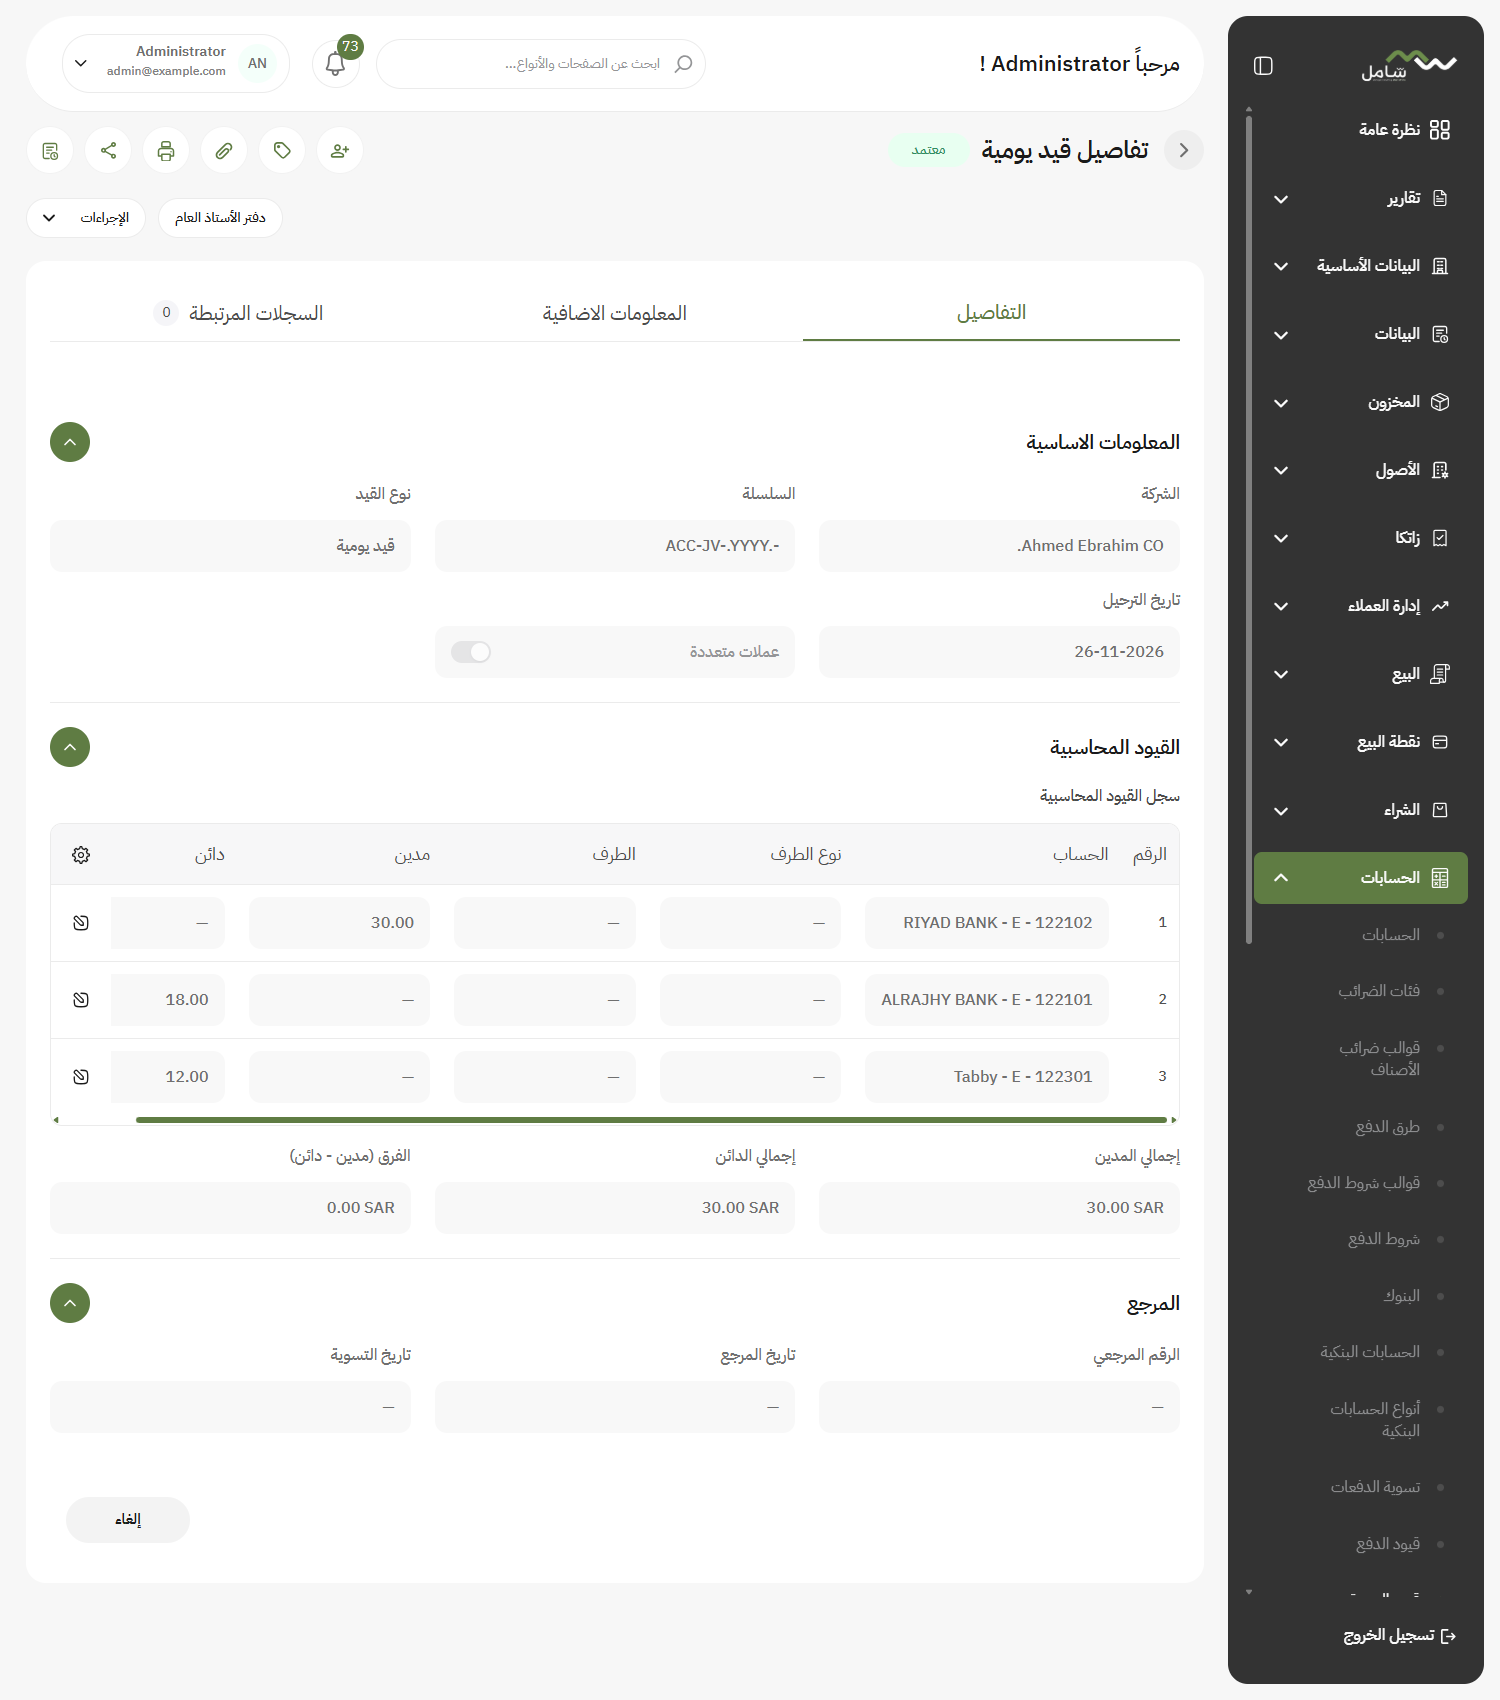 شامل
نظرة عامة
تقارير
البيانات الأساسية
البيانات
المخزون
الأصول
زاتكا
إدارة العملاء
البيع
نقطة البيع
الشراء
الحسابات
الحسابات
فئات الضرائب
قوالب ضرائب
الأصناف
طرق الدفع
قوالب شروط الدفع
شروط الدفع
البنوك
الحسابات البنكية
أنواع الحسابات
البنكية
تسوية الدفعات
قيود الدفع
تسجيل الخروج
مرحباً Administrator !
ابحث عن الصفحات والأنواع...
73
AN
Administrator
admin@example.com
تفاصيل قيد يومية
معتمد
دفتر الأستاذ العام
الإجراءات
التفاصيل
المعلومات الاضافية
السجلات المرتبطة 0
المعلومات الاساسية
الشركة
السلسلة
نوع القيد
.Ahmed Ebrahim CO
ACC-JV-.YYYY.-
قيد يومية
تاريخ الترحيل
26-11-2026
عملات متعددة
القيود المحاسبية
سجل القيود المحاسبية
الرقم الحساب نوع الطرف الطرف مدين دائن
1 RIYAD BANK - E - 122102 — — 30.00 —
2 ALRAJHY BANK - E - 122101 — — — 18.00
3 Tabby - E - 122301 — — — 12.00
إجمالي المدين
إجمالي الدائن
الفرق (مدين - دائن)
30.00 SAR
30.00 SAR
0.00 SAR
المرجع
الرقم المرجعي
تاريخ المرجع
تاريخ التسوية
—
—
—
إلغاء